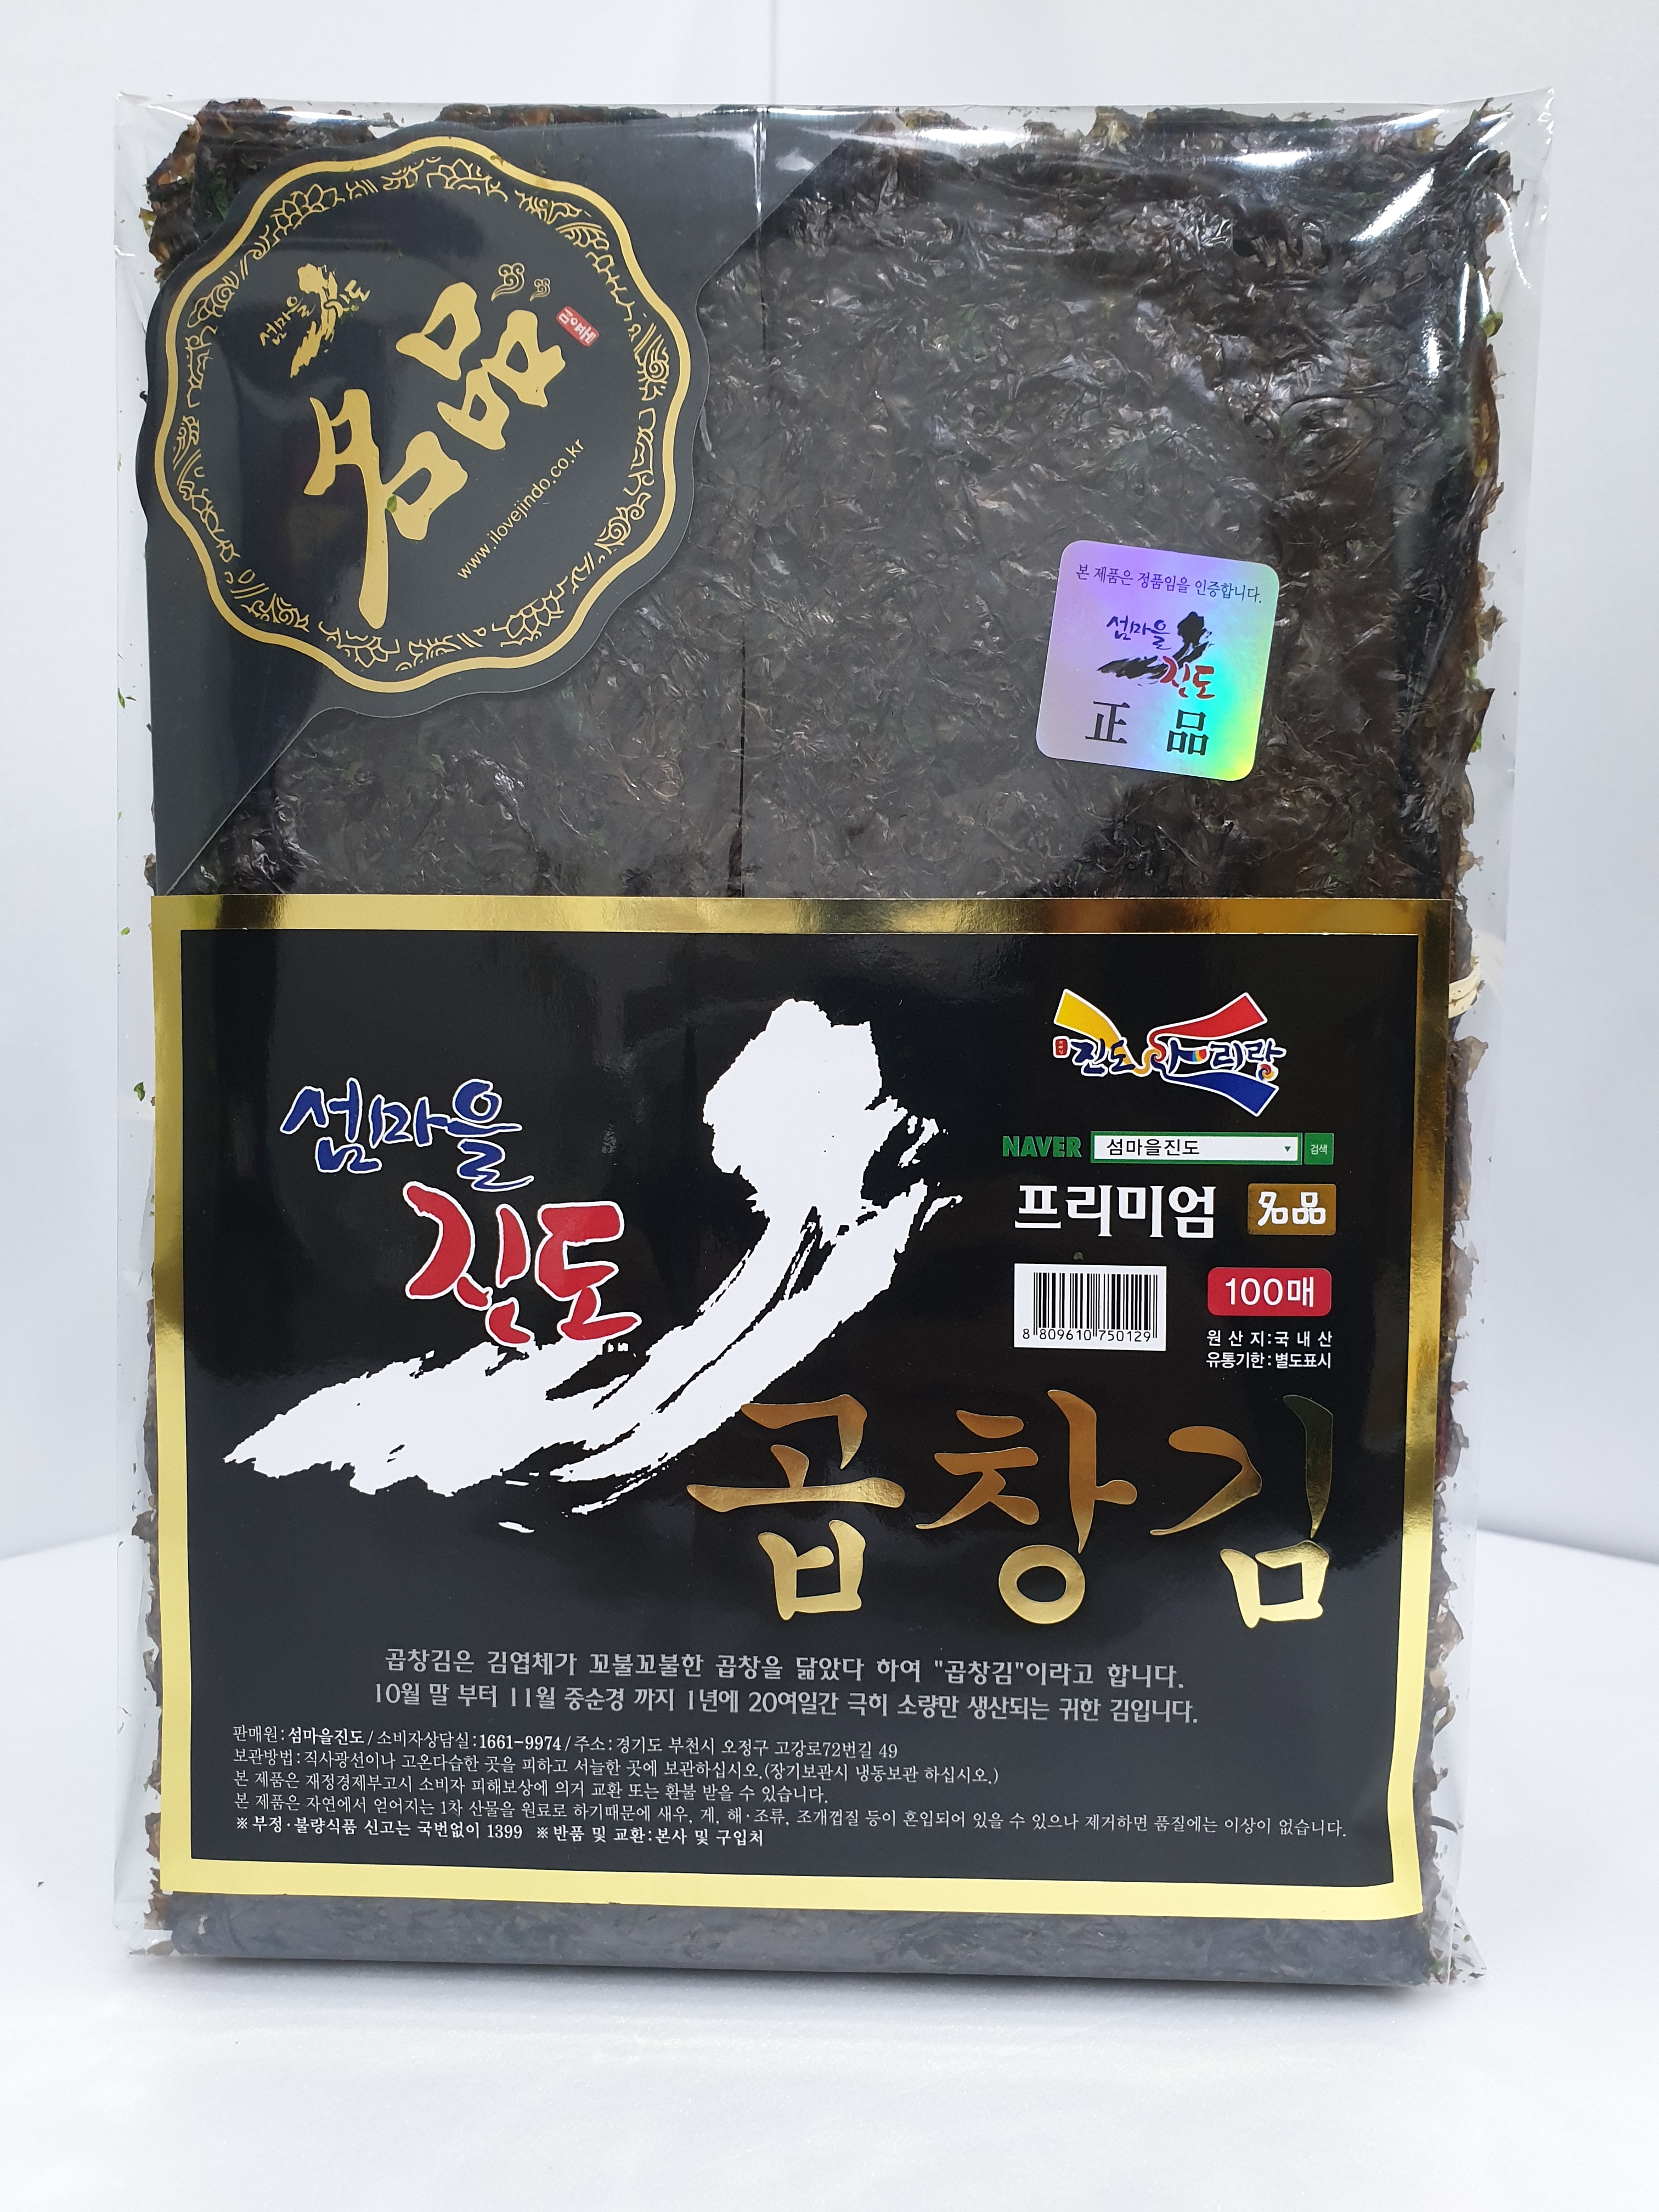 섬마을 진도
名品
www.ilovejindo.co.kr
본 제품은 정품임을 인증합니다.
섬마을
진도
正品
진도아리랑
섬마을
진도
NAVER 섬마을진도 검색
프리미엄 名品
100매
8 809610 750129
원산지:국내산
유통기한:별도표시
곱창김
곱창김은 김엽체가 꼬불꼬불한 곱창을 닮았다 하여 "곱창김"이라고 합니다.
10월 말 부터 11월 중순경 까지 1년에 20여일간 극히 소량만 생산되는 귀한 김입니다.
판매원:섬마을진도/소비자상담실:1661-9974/주소:경기도 부천시 오정구 고강로72번길 49
보관방법:직사광선이나 고온다습한 곳을 피하고 서늘한 곳에 보관하십시오.(장기보관시 냉동보관 하십시오.)
본 제품은 재정경제부고시 소비자 피해보상에 의거 교환 또는 환불 받을 수 있습니다.
본 제품은 자연에서 얻어지는 1차 산물을 원료로 하기때문에 새우, 게, 해·조류, 조개껍질 등이 혼입되어 있을 수 있으나 제거하면 품질에는 이상이 없습니다.
※부정·불량식품 신고는 국번없이 1399 ※반품 및 교환:본사 및 구입처